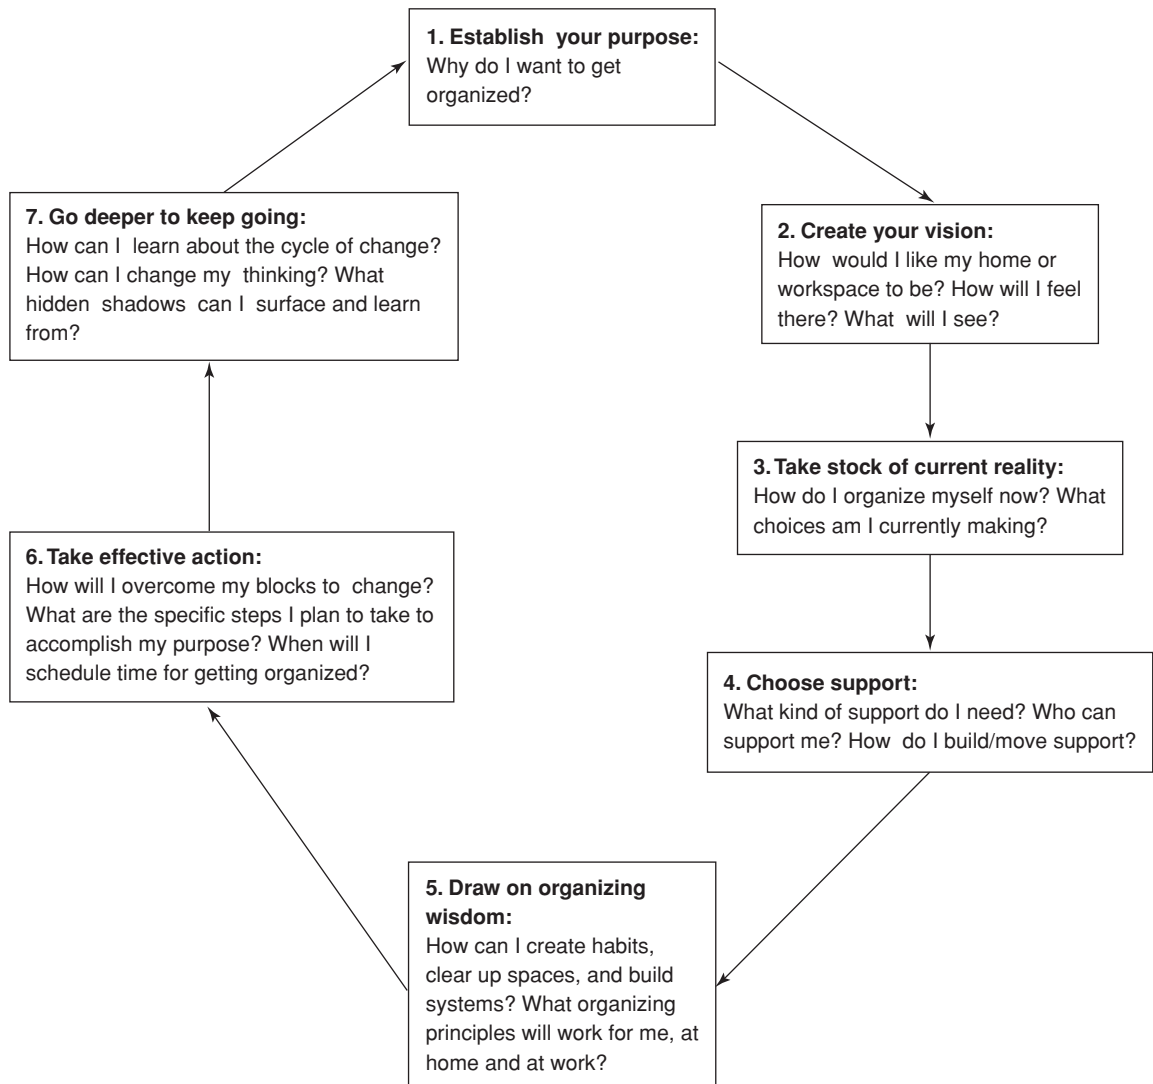 1. Establish your purpose:
Why do I want to get
organized?
2. Create your vision:
How would I like my home or
workspace to be? How will I feel
there? What will I see?
3. Take stock of current reality:
How do I organize myself now? What
choices am I currently making?
4. Choose support:
What kind of support do I need? Who can
support me? How do I build/move support?
5. Draw on organizing
wisdom:
How can I create habits,
clear up spaces, and build
systems? What organizing
principles will work for me, at
home and at work?
6. Take effective action:
How will I overcome my blocks to change?
What are the specific steps I plan to take to
accomplish my purpose? When will I
schedule time for getting organized?
7. Go deeper to keep going:
How can I learn about the cycle of change?
How can I change my thinking? What
hidden shadows can I surface and learn
from?